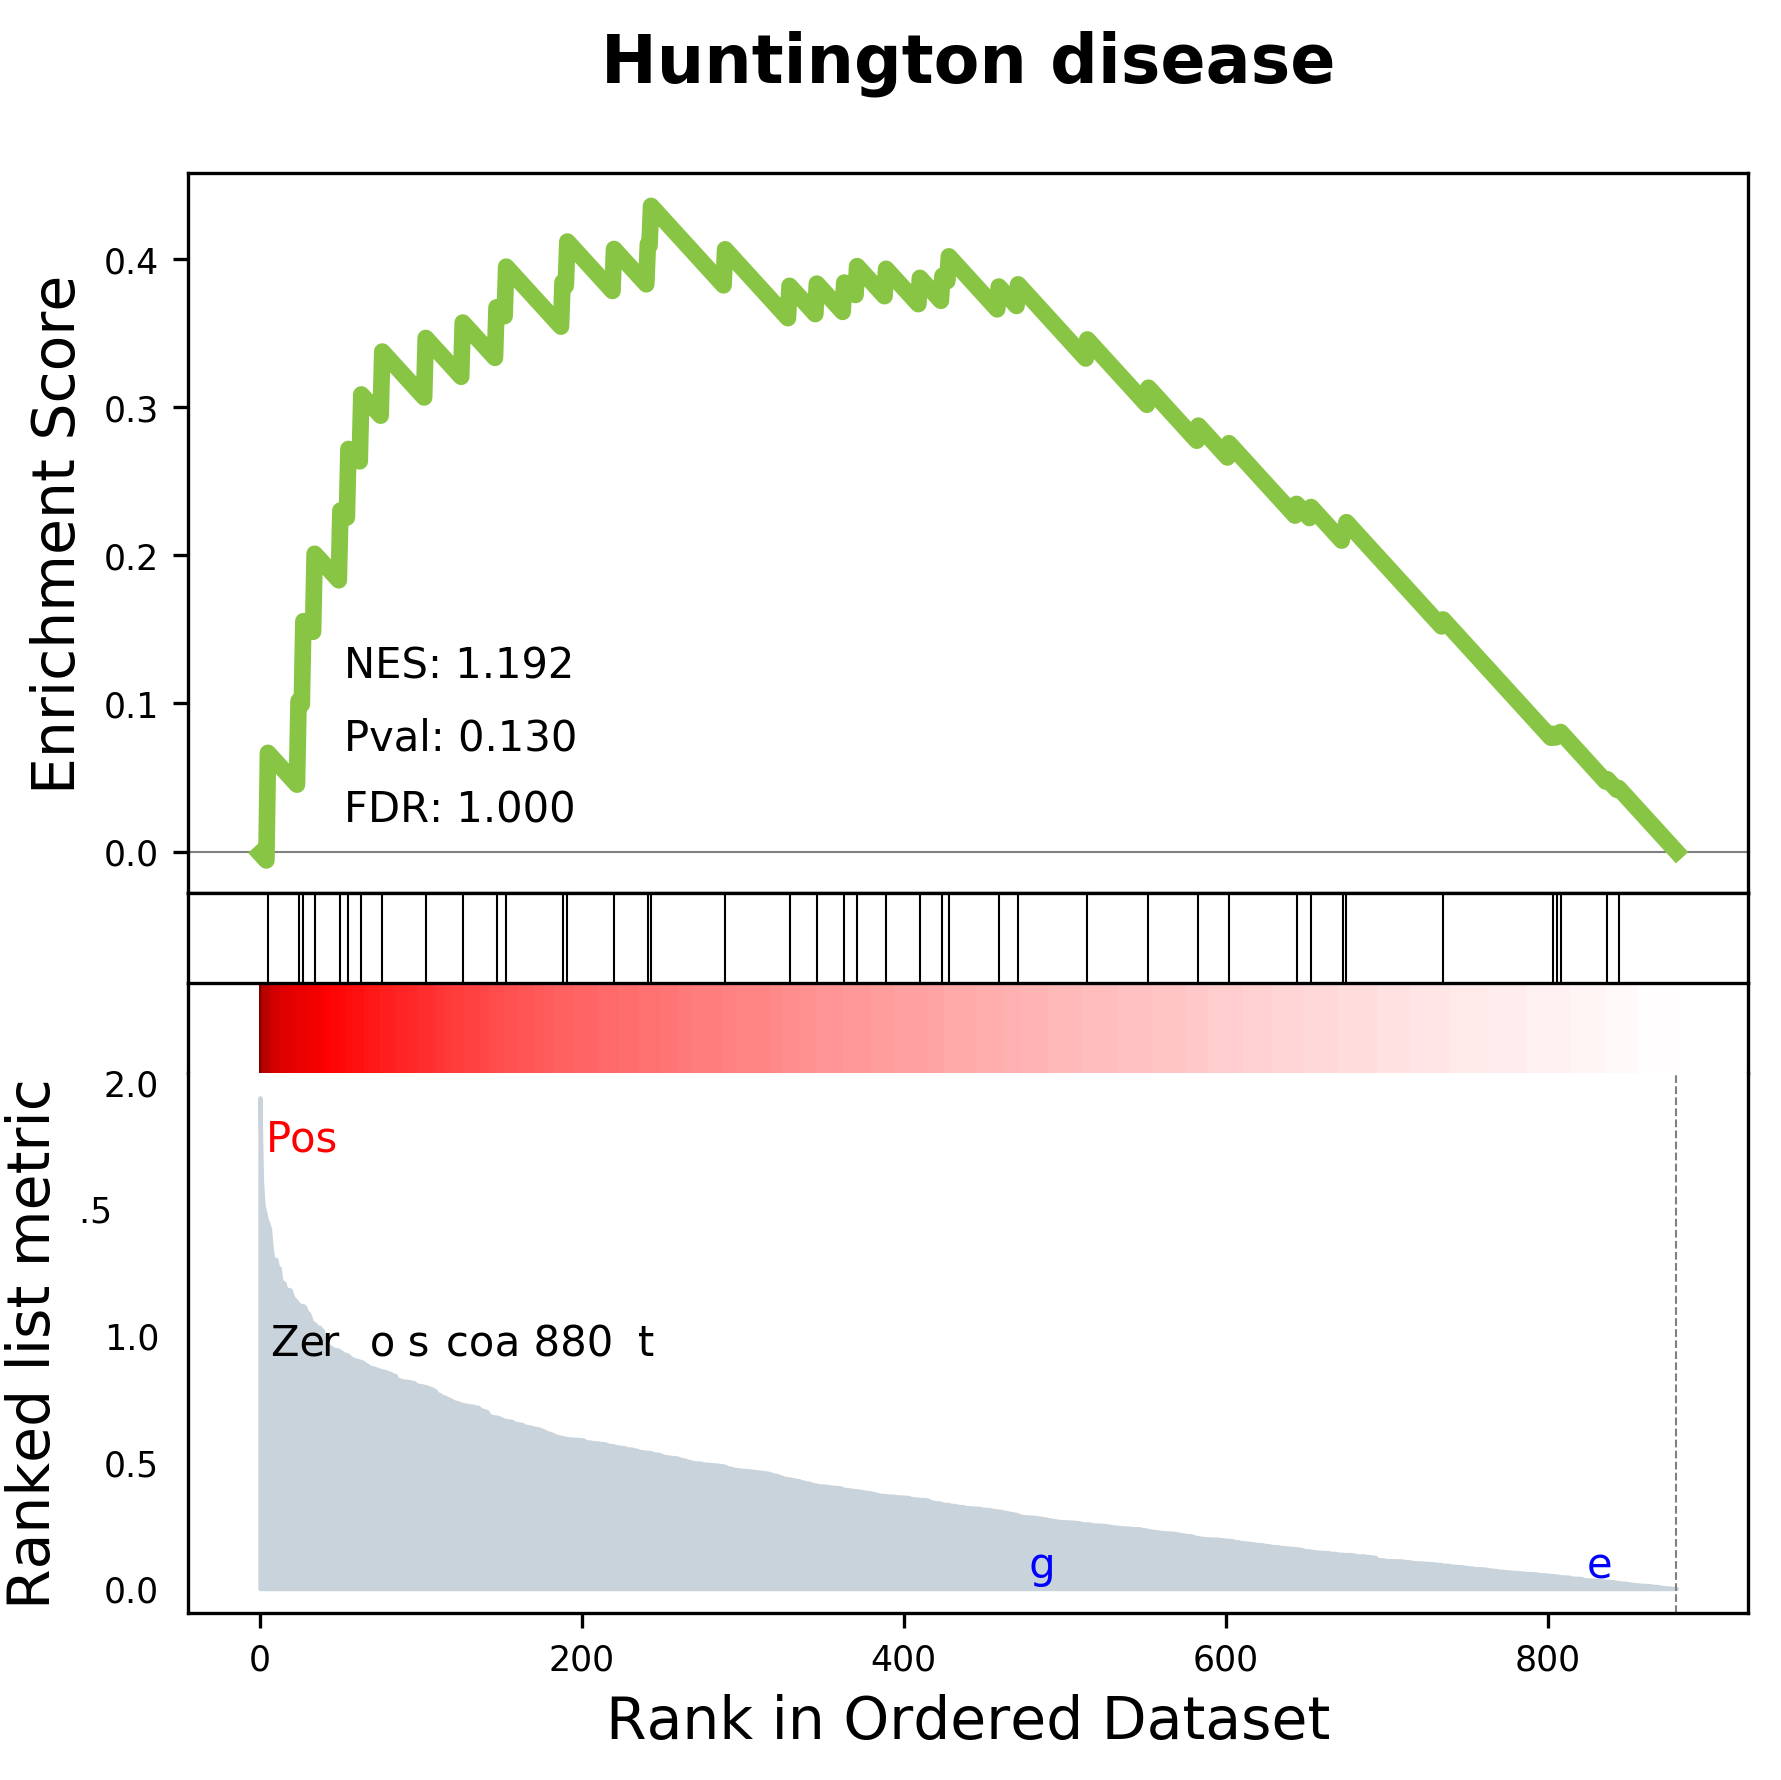 Huntington disease
Enrichment Score
0.4
0.3
0.2
0.1
0.0
NES: 1.192
Pval: 0.130
FDR: 1.000
Ranked list metric
2.0
.5
1.0
0.5
0.0
Pos
Zer o s coa 880 t
g e
0 200 400 600 800
Rank in Ordered Dataset